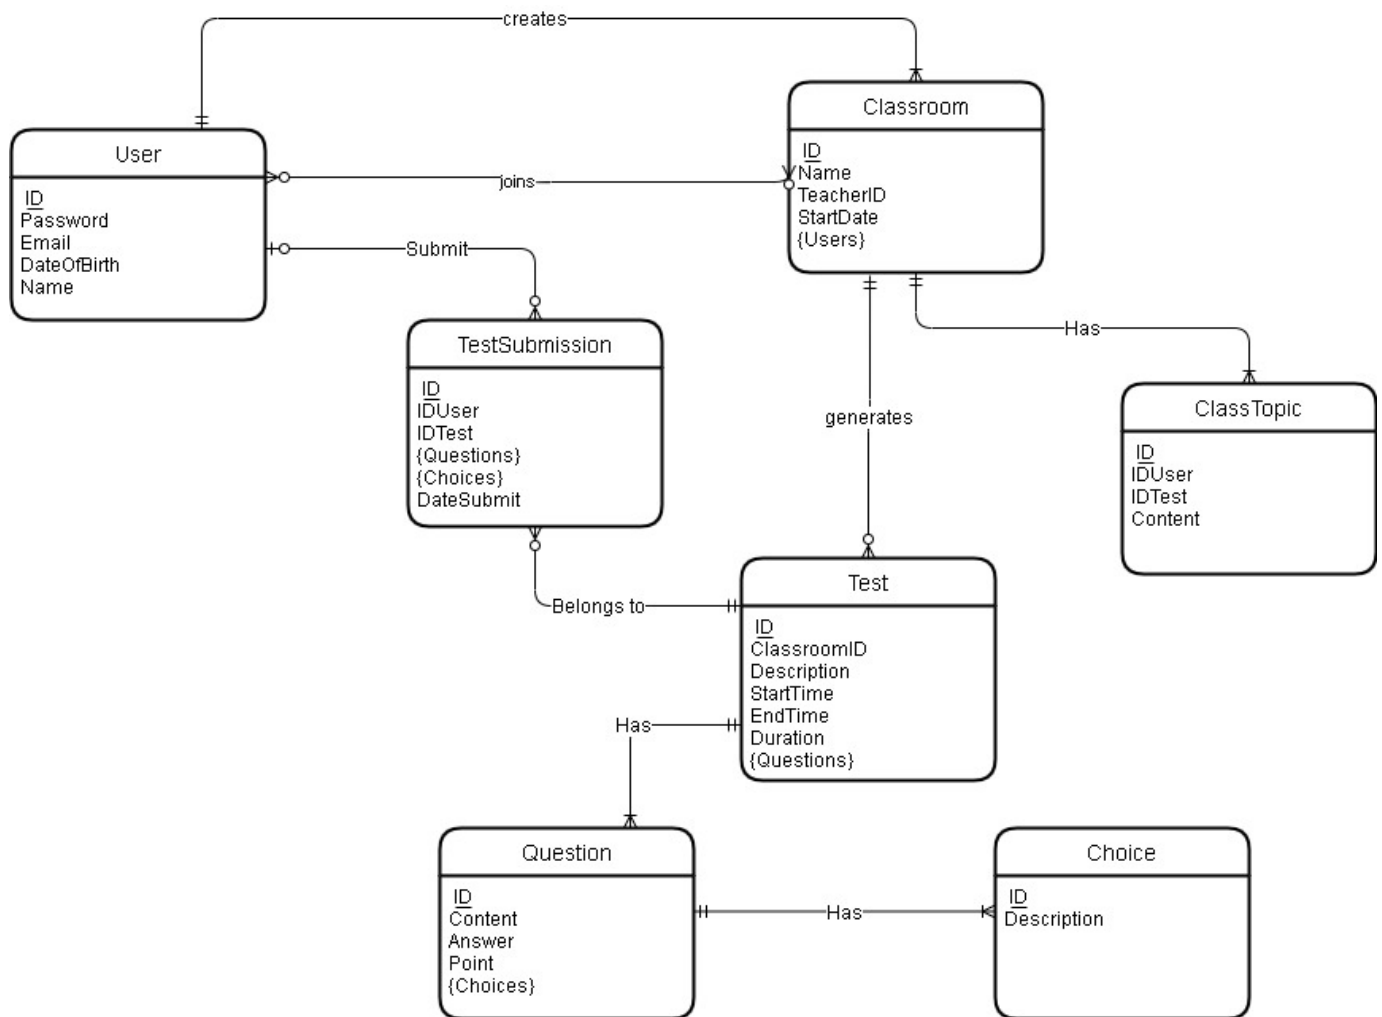 creates
Classroom
ID
Name
TeacherID
StartDate
{Users}
User
ID
Password
Email
DateOfBirth
Name
joins
Submit
TestSubmission
ID
IDUser
IDTest
{Questions}
{Choices}
DateSubmit
Has
ClassTopic
ID
IDUser
IDTest
Content
generates
Test
ID
ClassroomID
Description
StartTime
EndTime
Duration
{Questions}
Belongs to
Has
Question
ID
Content
Answer
Point
{Choices}
Has
Choice
ID
Description